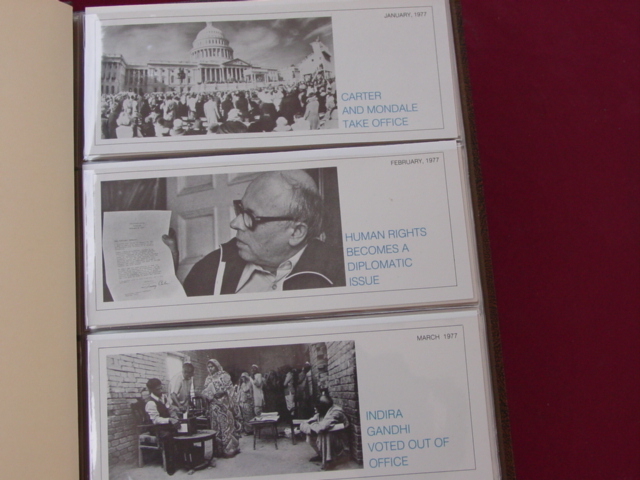 JANUARY, 1977
CARTER
AND MONDALE
TAKE OFFICE
FEBRUARY, 1977
HUMAN RIGHTS
BECOMES A
DIPLOMATIC
ISSUE
MARCH 1977
INDIRA
GANDHI
VOTED OUT OF
OFFICE